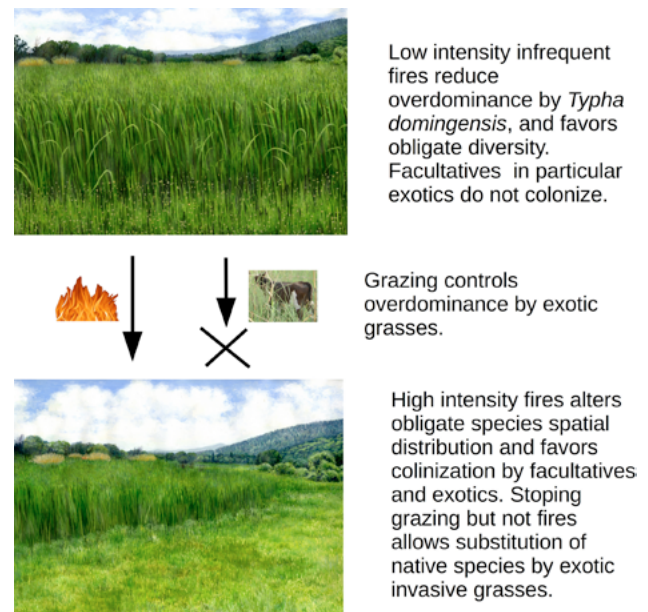 Low intensity infrequent
fires reduce
overdominance by Typha
domingensis, and favors
obligate diversity.
Facultatives in particular
exotics do not colonize.
Grazing controls
overdominance by exotic
grasses.
High intensity fires alters
obligate species spatial
distribution and favors
colinization by facultatives
and exotics. Stoping
grazing but not fires
allows substitution of
native species by exotic
invasive grasses.